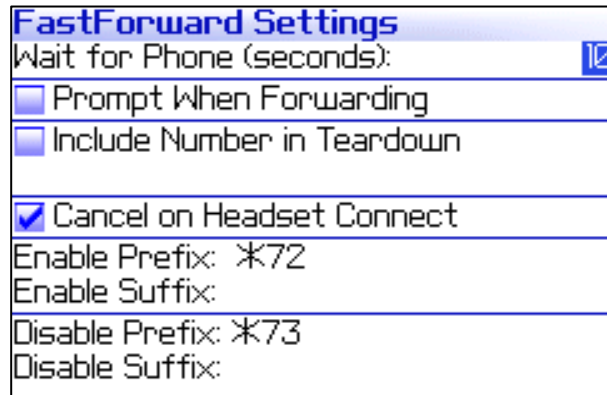 FastForward Settings
Wait for Phone (seconds): 10
Prompt When Forwarding
Include Number in Teardown
Cancel on Headset Connect
Enable Prefix: *72
Enable Suffix:
Disable Prefix: *73
Disable Suffix: